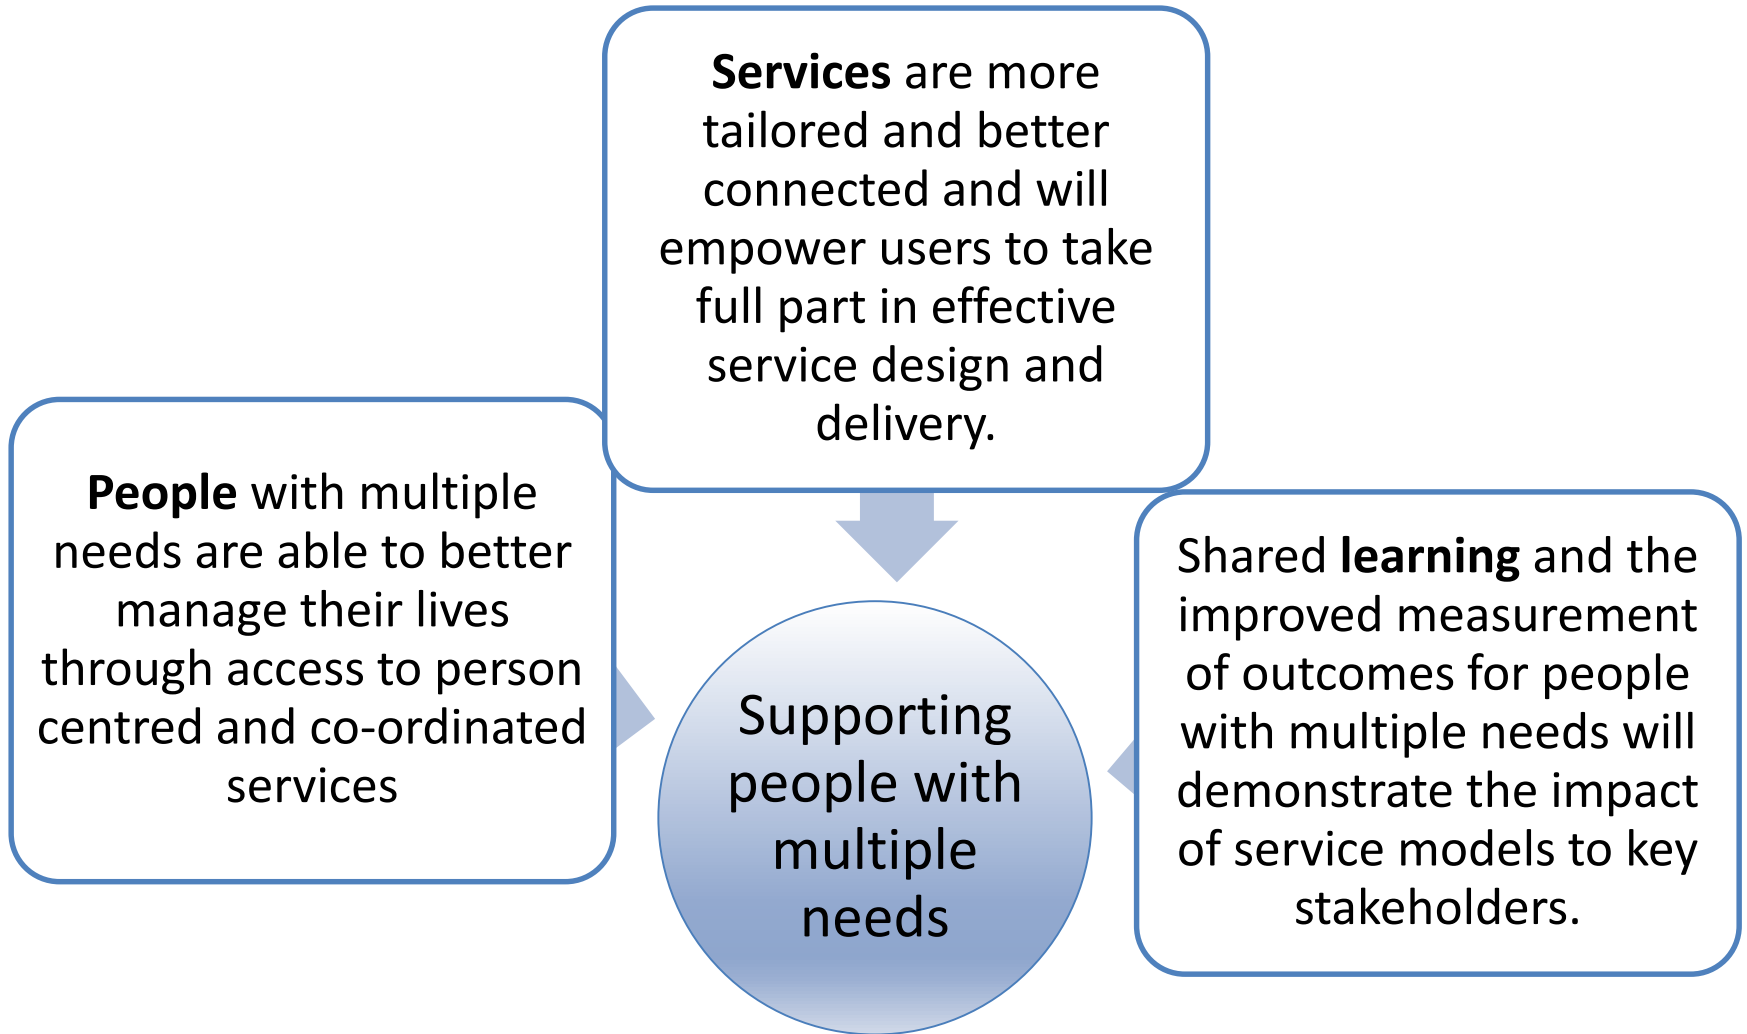 Services are more
tailored and better
connected and will
empower users to take
full part in effective
service design and
delivery.
People with multiple
needs are able to better
manage their lives
through access to person
centred and co-ordinated
services
Shared learning and the
improved measurement
of outcomes for people
with multiple needs will
demonstrate the impact
of service models to key
stakeholders.
Supporting
people with
multiple
needs